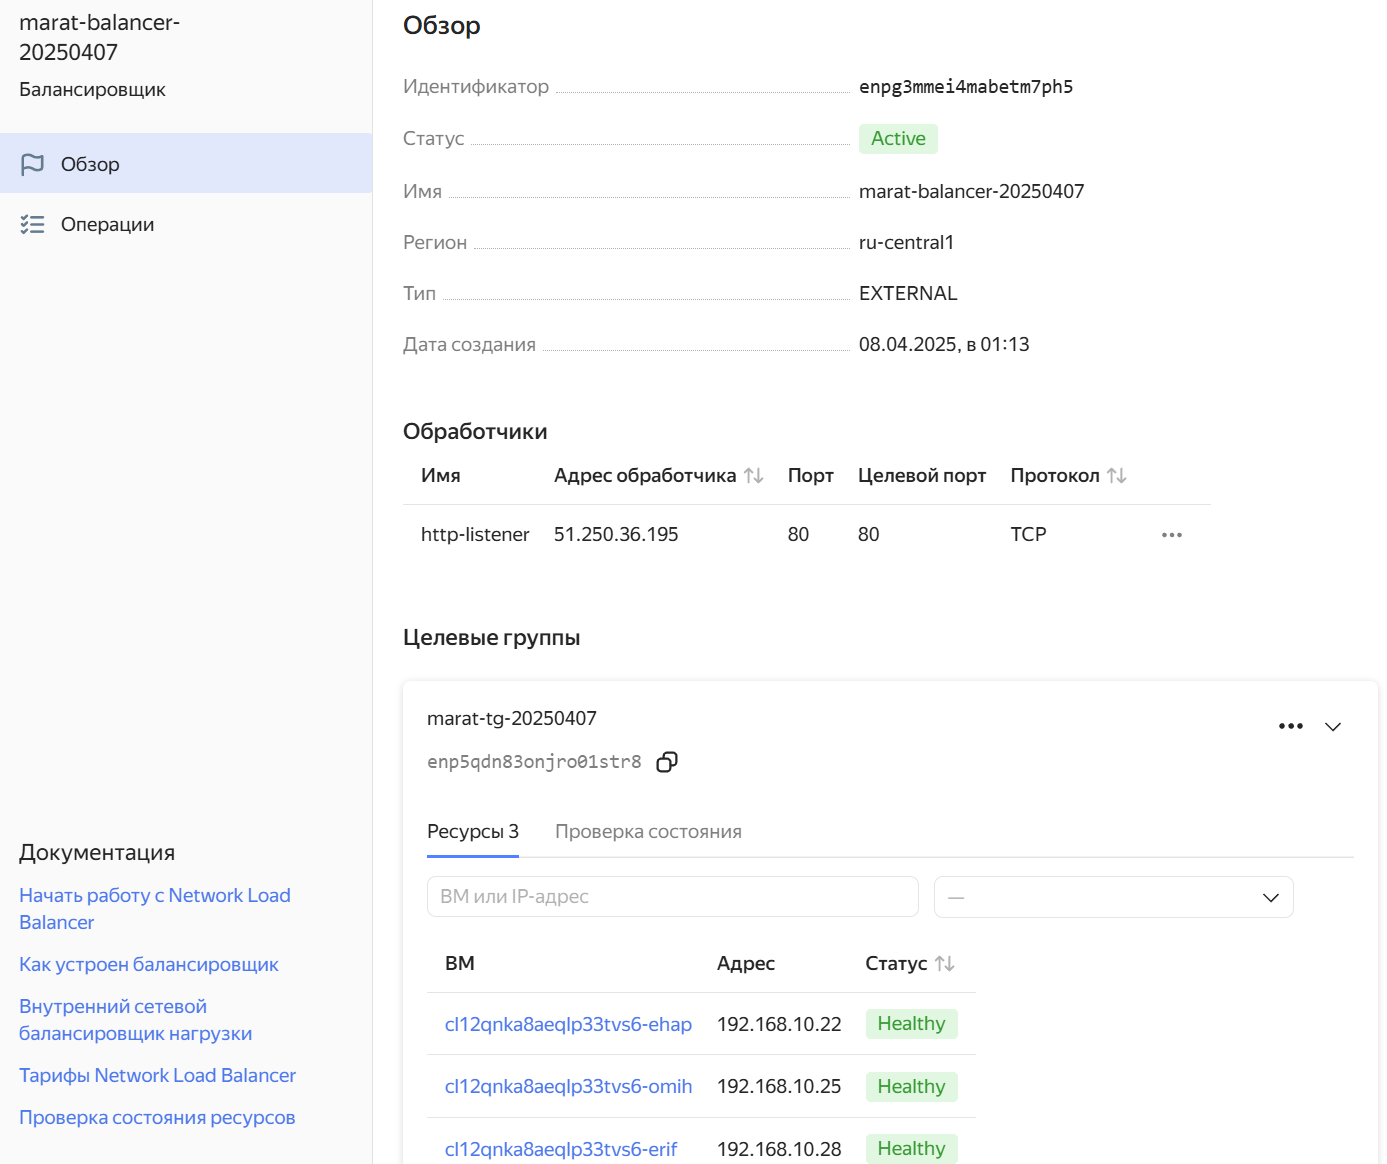 marat-balancer-
20250407
Балансировщик
Обзор
Операции
Документация
Начать работу с Network Load
Balancer
Как устроен балансировщик
Внутренний сетевой
балансировщик нагрузки
Тарифы Network Load Balancer
Проверка состояния ресурсов
Обзор
Идентификатор enpg3mmei4mabetm7ph5
Статус Active
Имя marat-balancer-20250407
Регион ru-central1
Тип EXTERNAL
Дата создания 08.04.2025, в 01:13
Обработчики
Имя Адрес обработчика Порт Целевой порт Протокол
http-listener 51.250.36.195 80 80 TCP
Целевые группы
marat-tg-20250407
enp5qdn83onjro01str8
Ресурсы 3 Проверка состояния
ВМ или IP-адрес —
ВМ Адрес Статус
cl12qnka8aeqlp33tvs6-ehap 192.168.10.22 Healthy
cl12qnka8aeqlp33tvs6-omih 192.168.10.25 Healthy
cl12qnka8aeqlp33tvs6-erif 192.168.10.28 Healthy